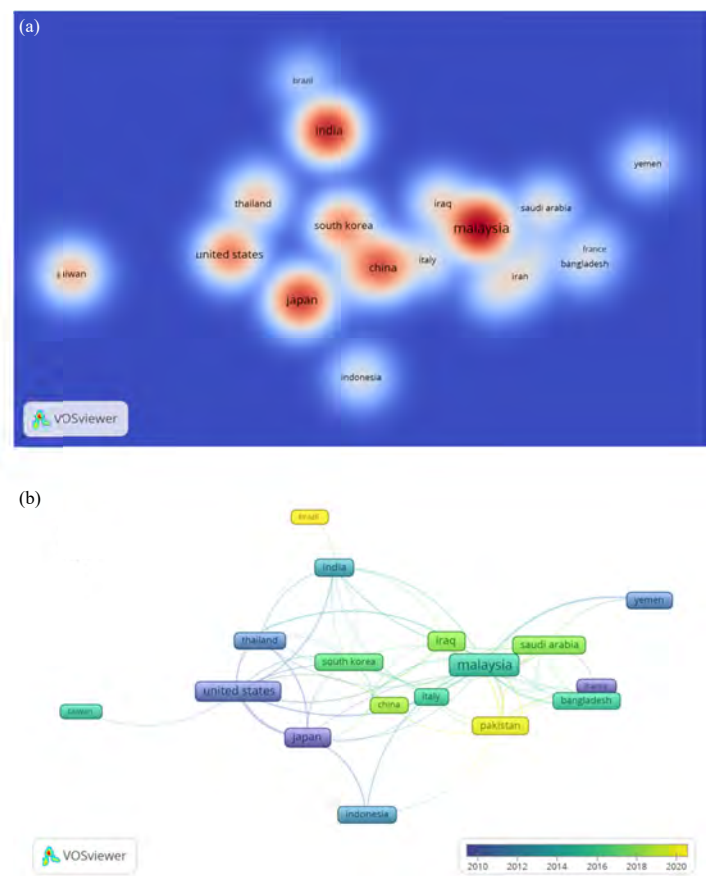 (a)
brazil
india
yemen
thailand
iraq
saudi arabia
south korea
malaysia
united states
france
italy
china
bangladesh
iran
japan
indonesia
VOSviewer
(b)
brazil
india
yemen
thailand
iraq
saudi arabia
south korea
malaysia
united states
france
italy
bangladesh
china
taiwan
pakistan
japan
indonesia
VOSviewer
2010 2012 2014 2016 2018 2020